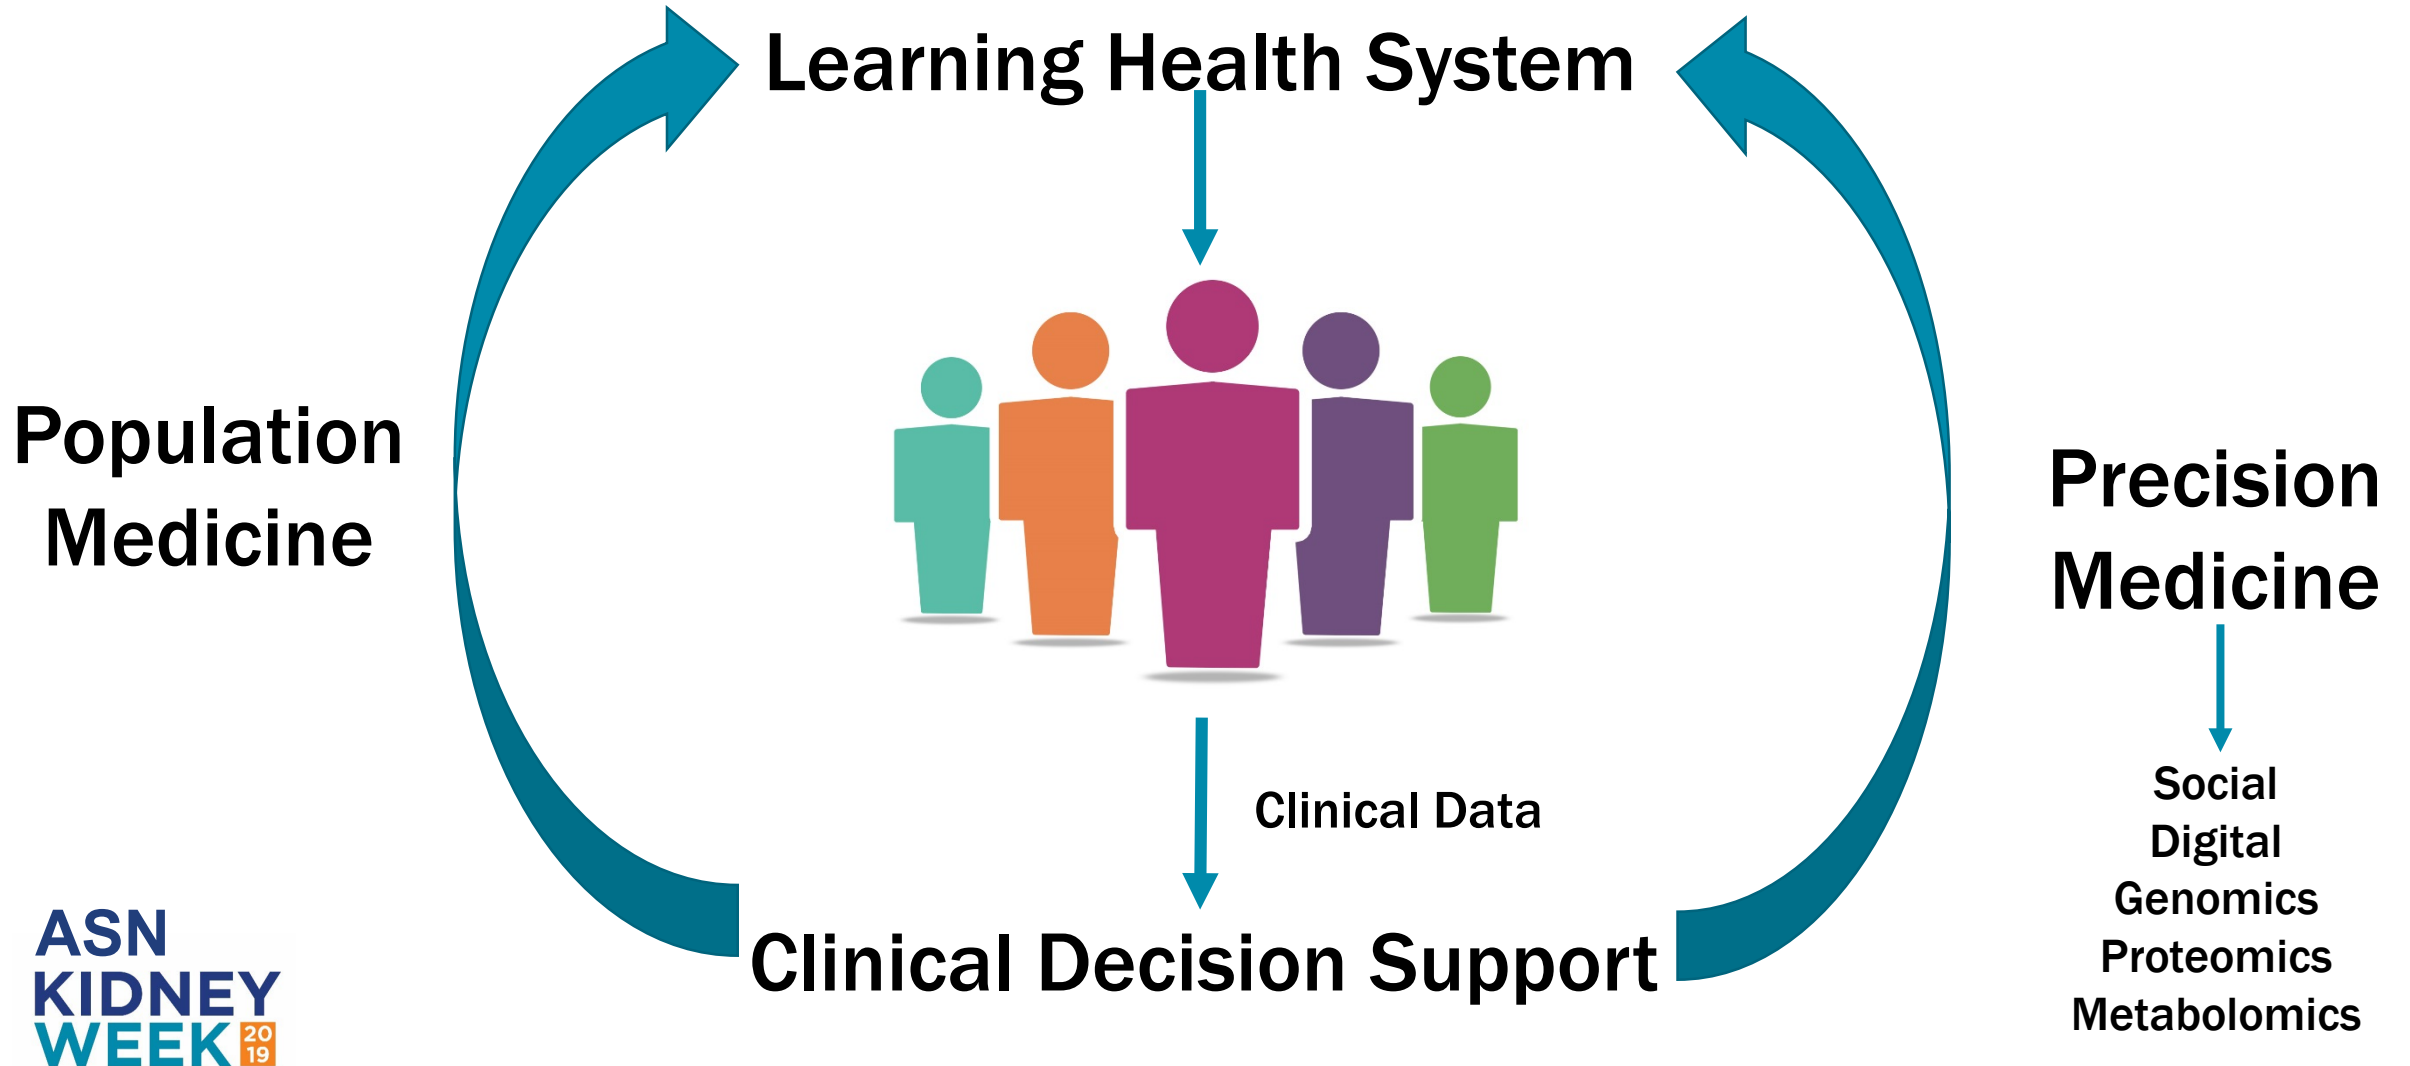 Learning Health System
Population
Medicine
Precision
Medicine
Social
Digital
Genomics
Proteomics
Metabolomics
Clinical Data
Clinical Decision Support
ASN
KIDNEY
WEEK 20
19